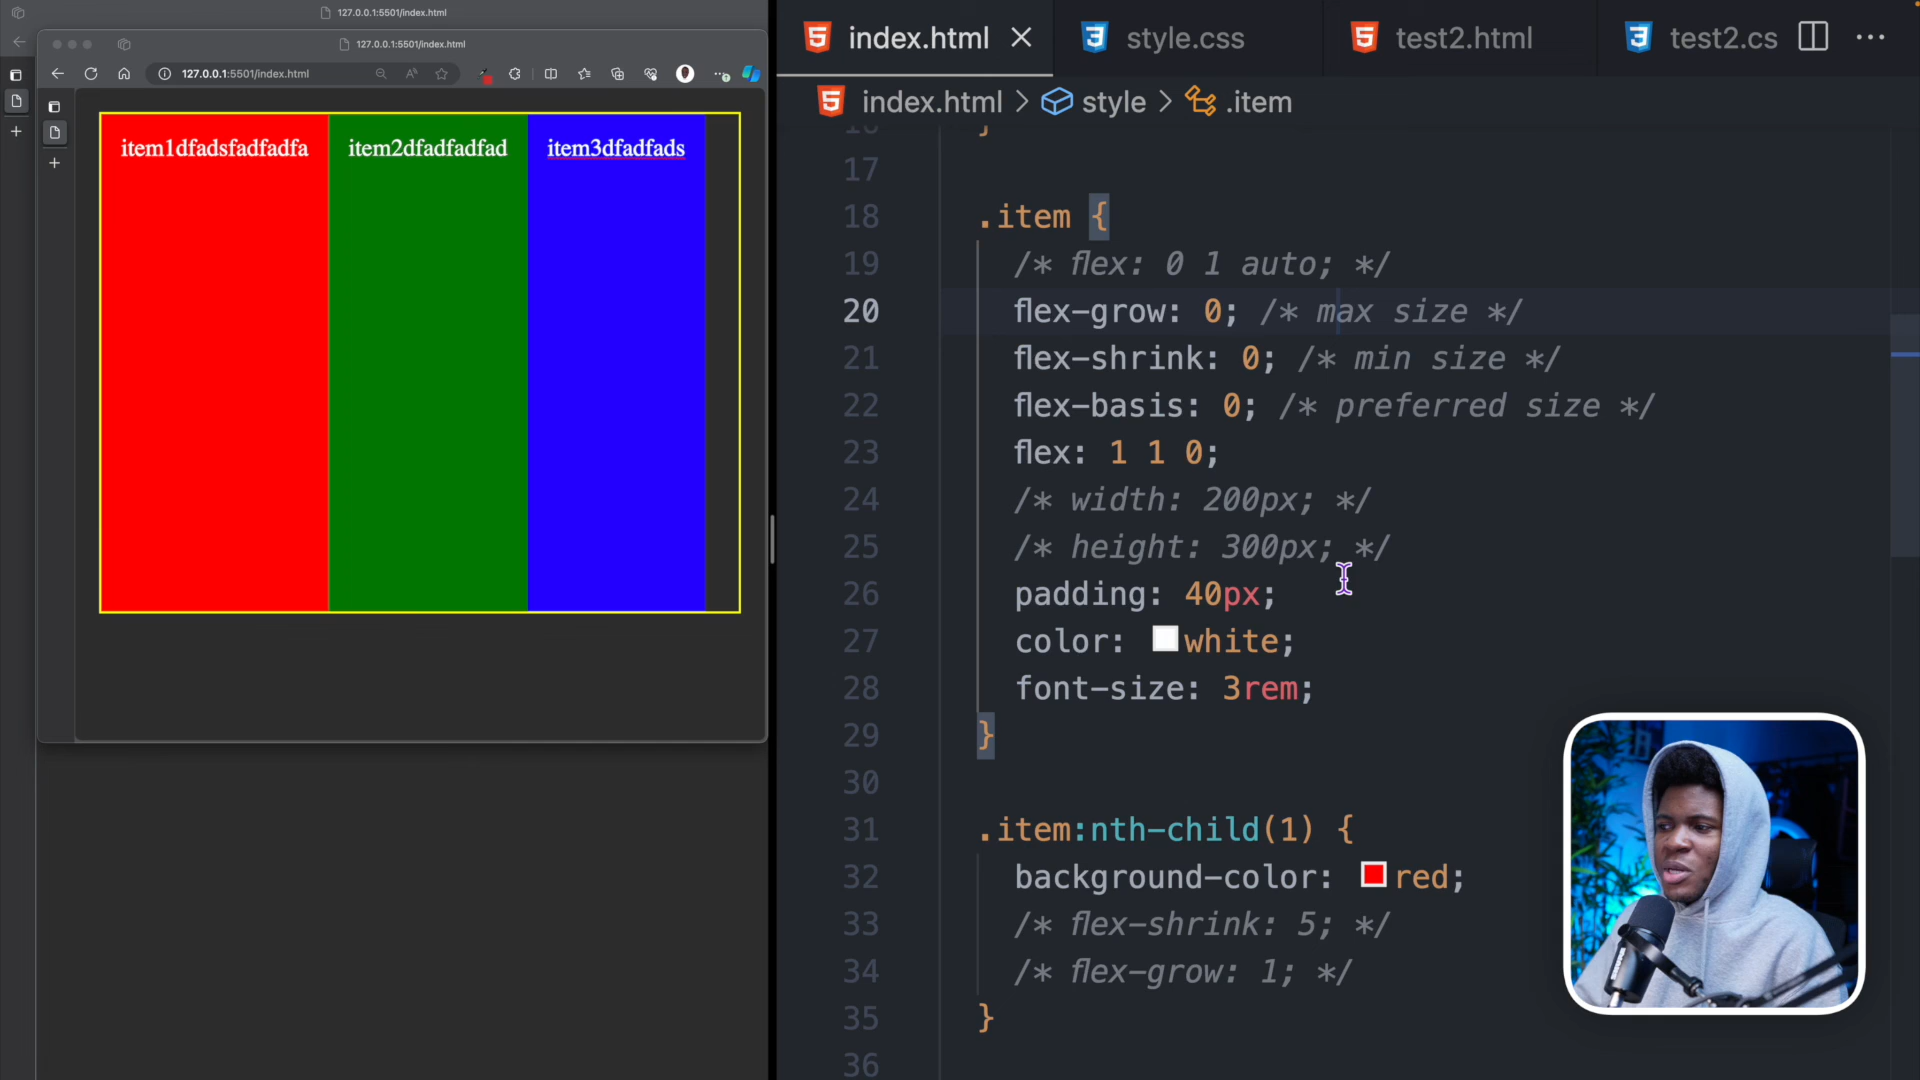 127.0.0.1:5501/index.html
127.0.0.1:5501/index.html
127.0.0.1:5501/index.html
item1dfadsfadfadfa
item2dfadfadfad
item3dfadfads
index.html
style.css
test2.html
test2.cs
index.html > style > .item
16 }
17
18 .item {
19 /* flex: 0 1 auto; */
20 flex-grow: 0; /* max size */
21 flex-shrink: 0; /* min size */
22 flex-basis: 0; /* preferred size */
23 flex: 1 1 0;
24 /* width: 200px; */
25 /* height: 300px; */
26 padding: 40px;
27 color: white;
28 font-size: 3rem;
29 }
30
31 .item:nth-child(1) {
32 background-color: red;
33 /* flex-shrink: 5; */
34 /* flex-grow: 1; */
35 }
36